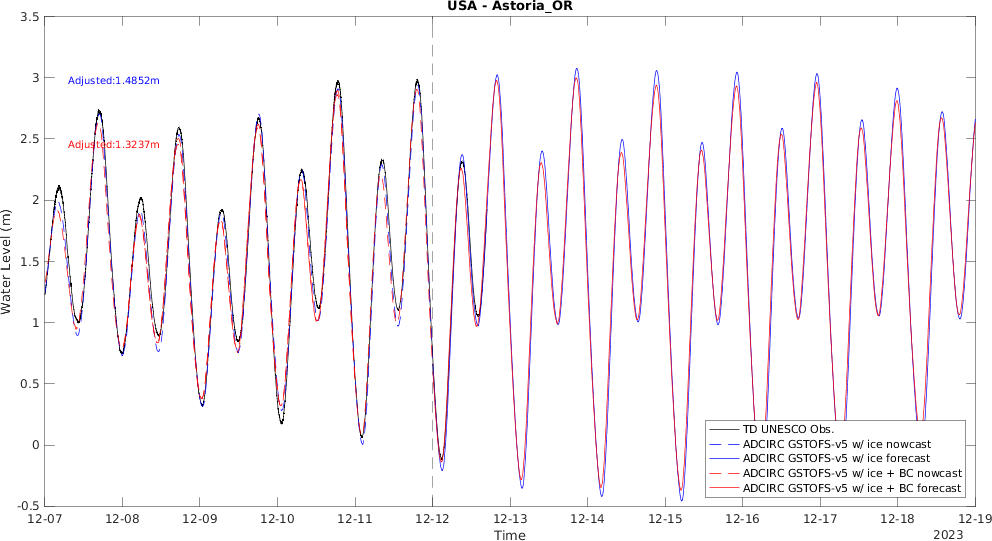 USA - Astoria_OR
3.5
3
2.5
2
1.5
1
0.5
0
-0.5
Water Level (m)
Adjusted:1.4852m
Adjusted:1.3237m
TD UNESCO Obs.
ADCIRC GSTOFS-v5 w/ ice nowcast
ADCIRC GSTOFS-v5 w/ ice forecast
ADCIRC GSTOFS-v5 w/ ice + BC nowcast
ADCIRC GSTOFS-v5 w/ ice + BC forecast
12-07 12-08 12-09 12-10 12-11 12-12 12-13 12-14 12-15 12-16 12-17 12-18 12-19
Time
2023